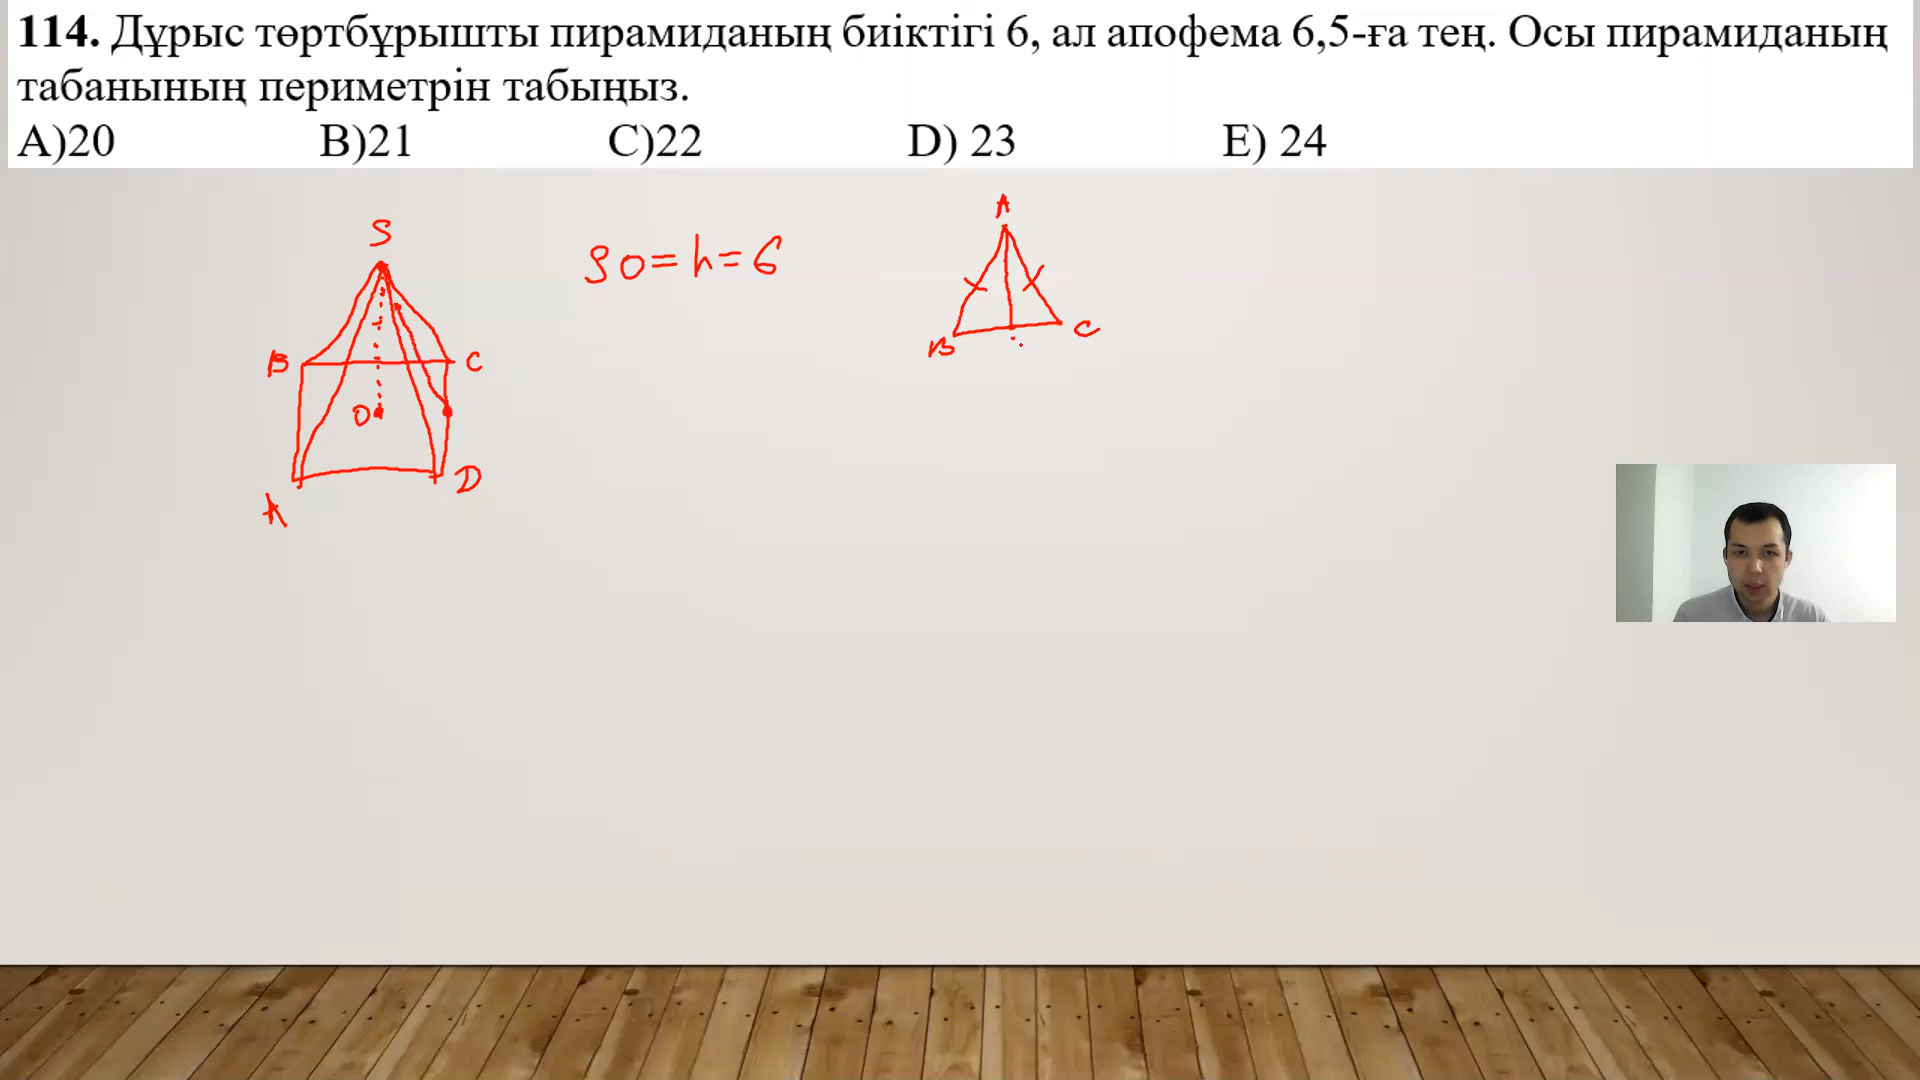 114. Дұрыс төртбұрышты пирамиданың биіктігі 6, ал апофема 6,5-ға тең. Осы пирамиданың
табанының периметрін табыңыз.
A)20 B)21 C)22 D) 23 E) 24
S
B
C
O
A
D
SO=h=6
A
B
C